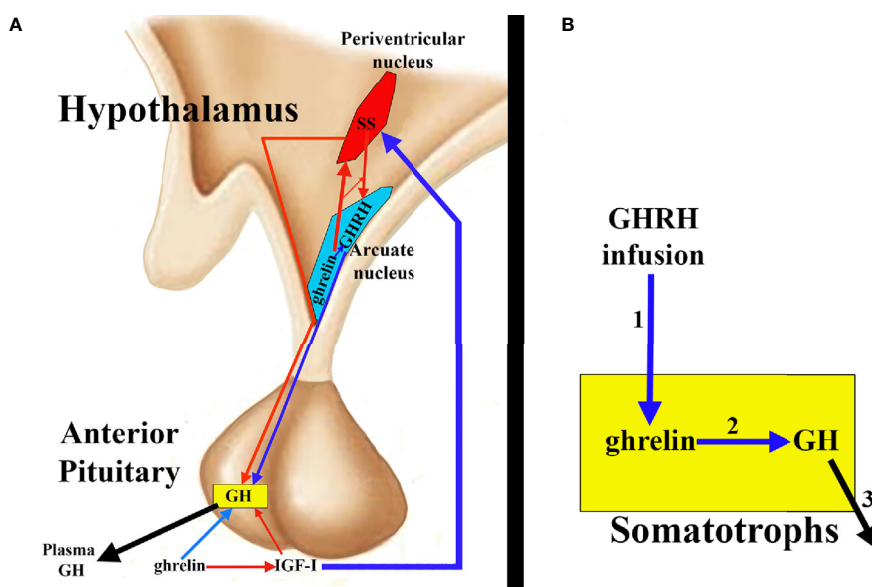 A
Periventricular
nucleus
Hypothalamus
SS
GHRH
ghrelin
Arcuate
nucleus
Anterior
Pituitary
GH
Plasma
GH
ghrelin
IGF-I
B
GHRH
infusion
1
ghrelin
2
GH
3
Somatotrophs